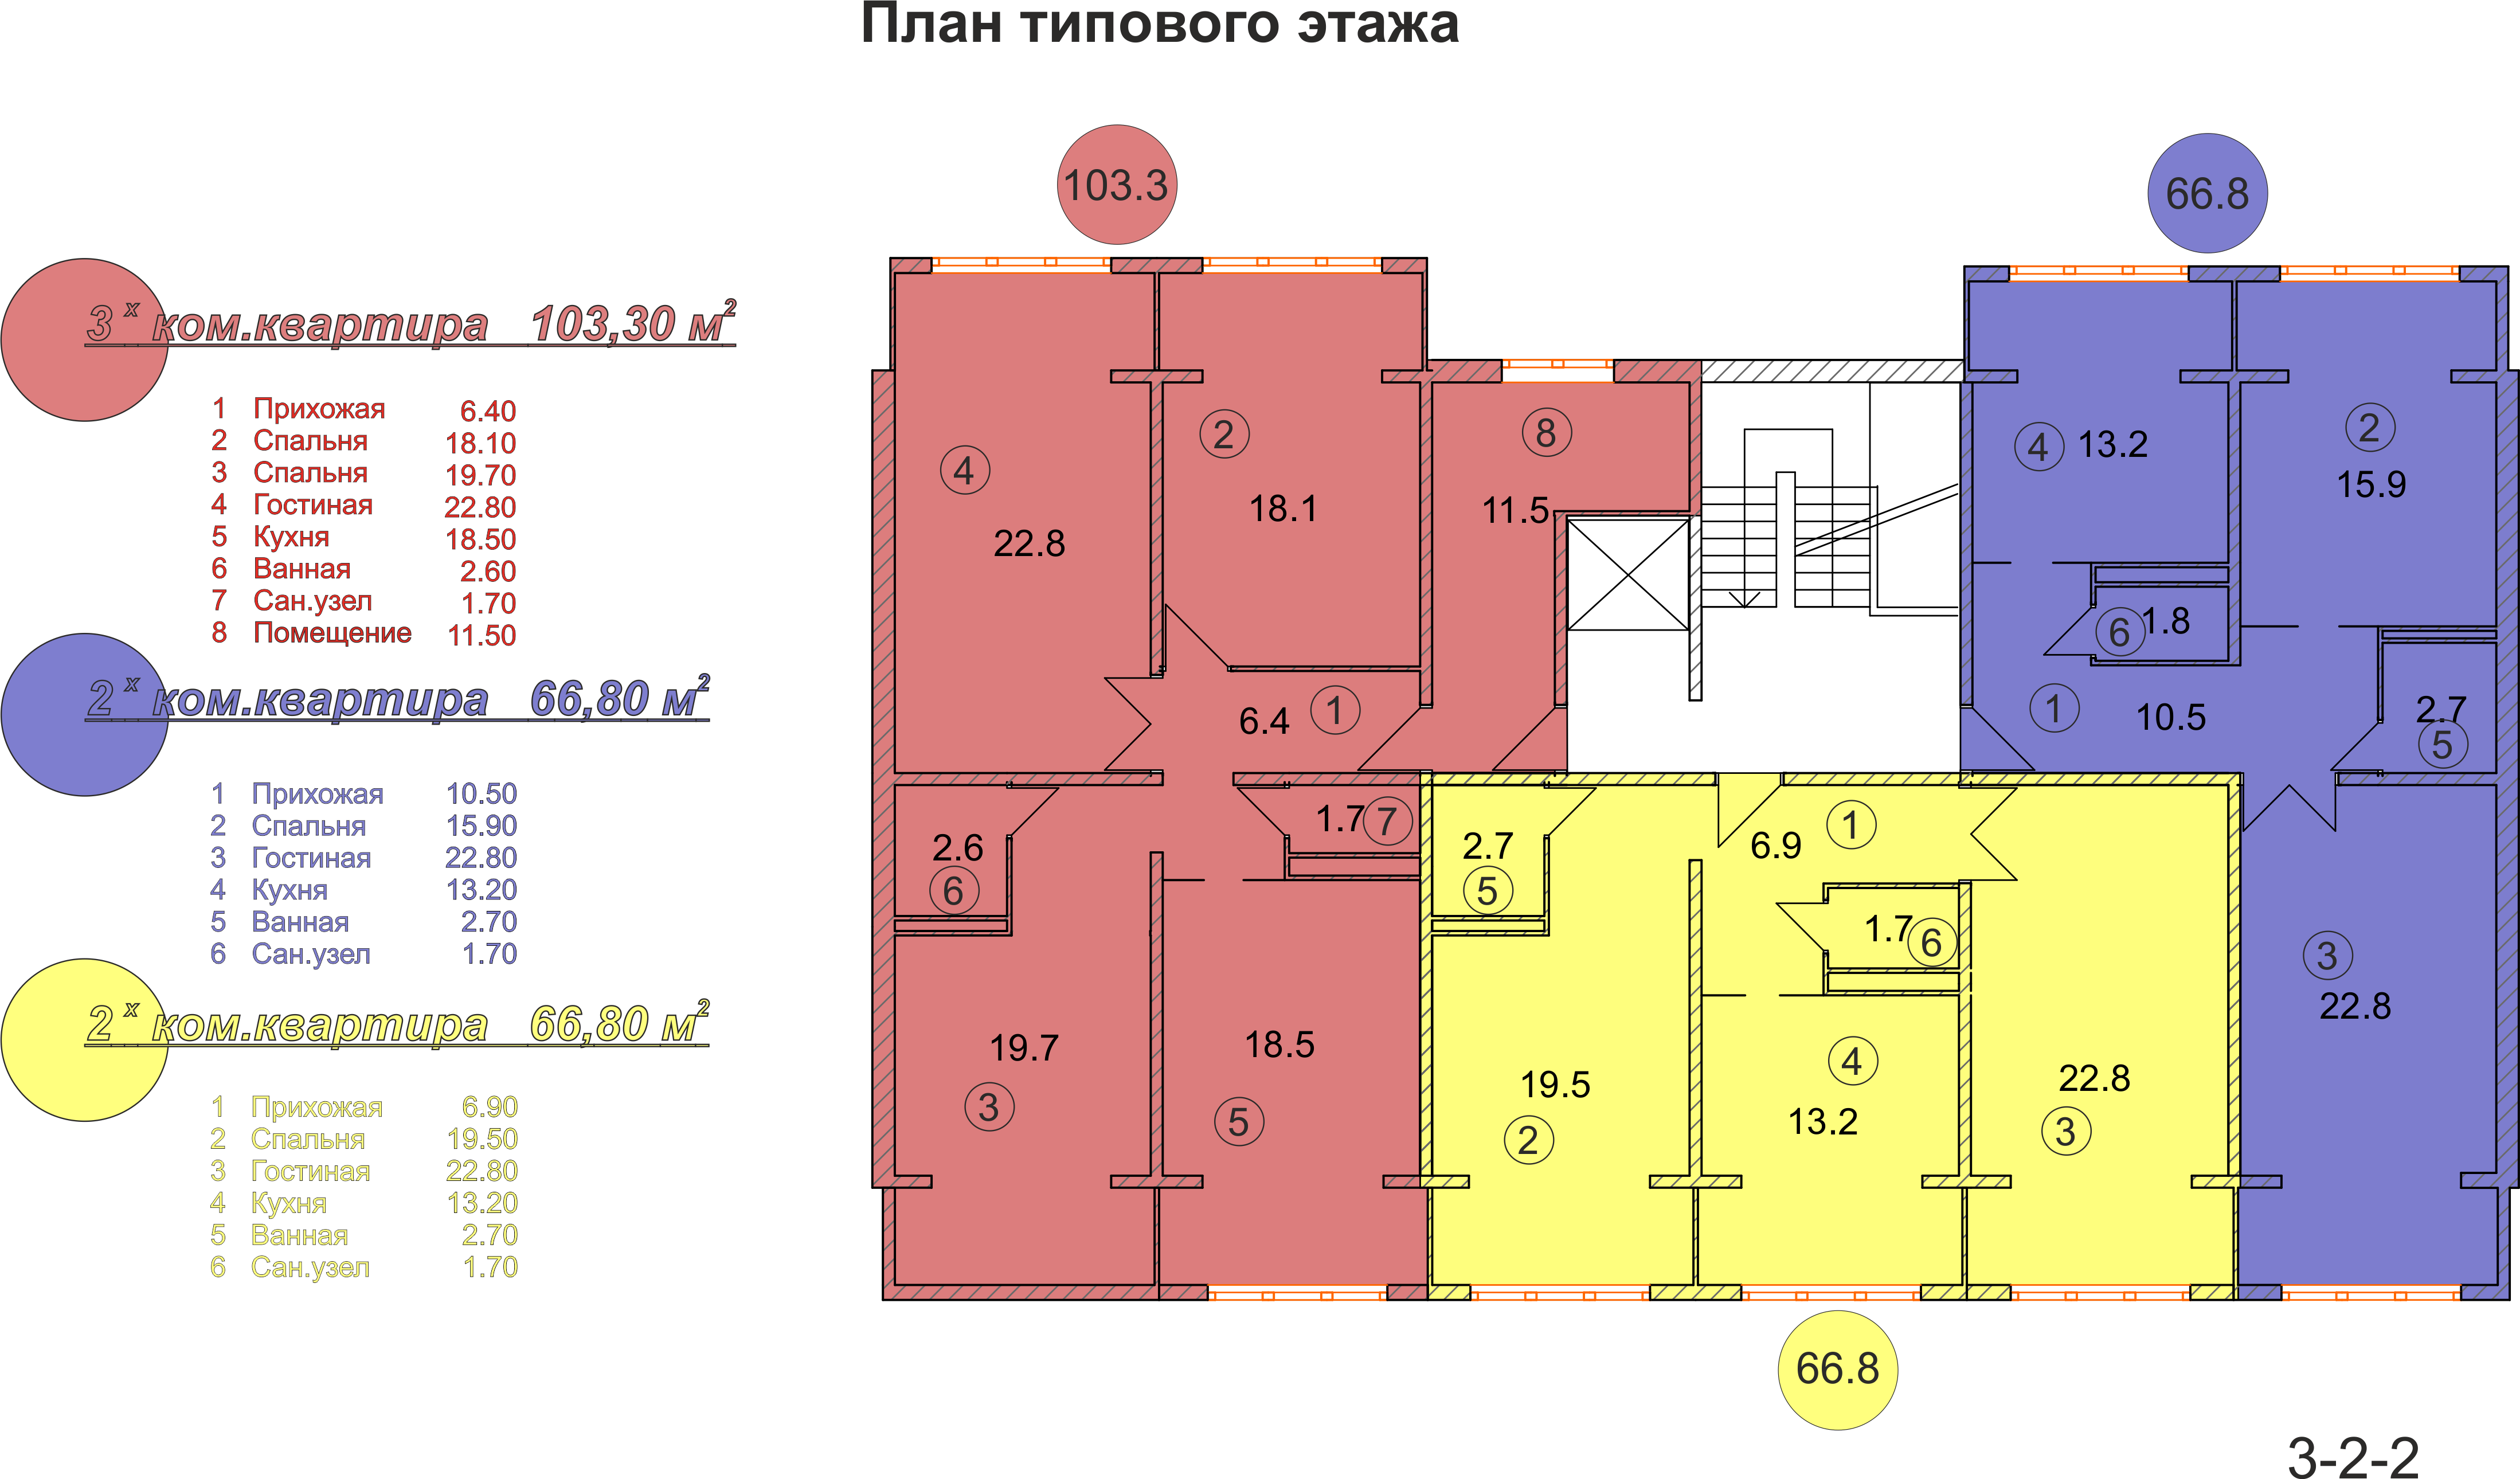 План типового этажа
3 х ком.квартира 103,30 м²
1 Прихожая 6.40
2 Спальня 18.10
3 Спальня 19.70
4 Гостиная 22.80
5 Кухня 18.50
6 Ванная 2.60
7 Сан.узел 1.70
8 Помещение 11.50
2 х ком.квартира 66,80 м²
1 Прихожая 10.50
2 Спальня 15.90
3 Гостиная 22.80
4 Кухня 13.20
5 Ванная 2.70
6 Сан.узел 1.70
2 х ком.квартира 66,80 м²
1 Прихожая 6.90
2 Спальня 19.50
3 Гостиная 22.80
4 Кухня 13.20
5 Ванная 2.70
6 Сан.узел 1.70
103.3
4
22.8
2
18.1
8
11.5
6.4
1
2.6
6
1.7
7
19.7
3
18.5
5
66.8
4
13.2
2
15.9
6
1.8
1
10.5
2.7
5
3
22.8
2.7
5
6.9
1
1.7
6
19.5
2
4
13.2
22.8
3
66.8
3-2-2